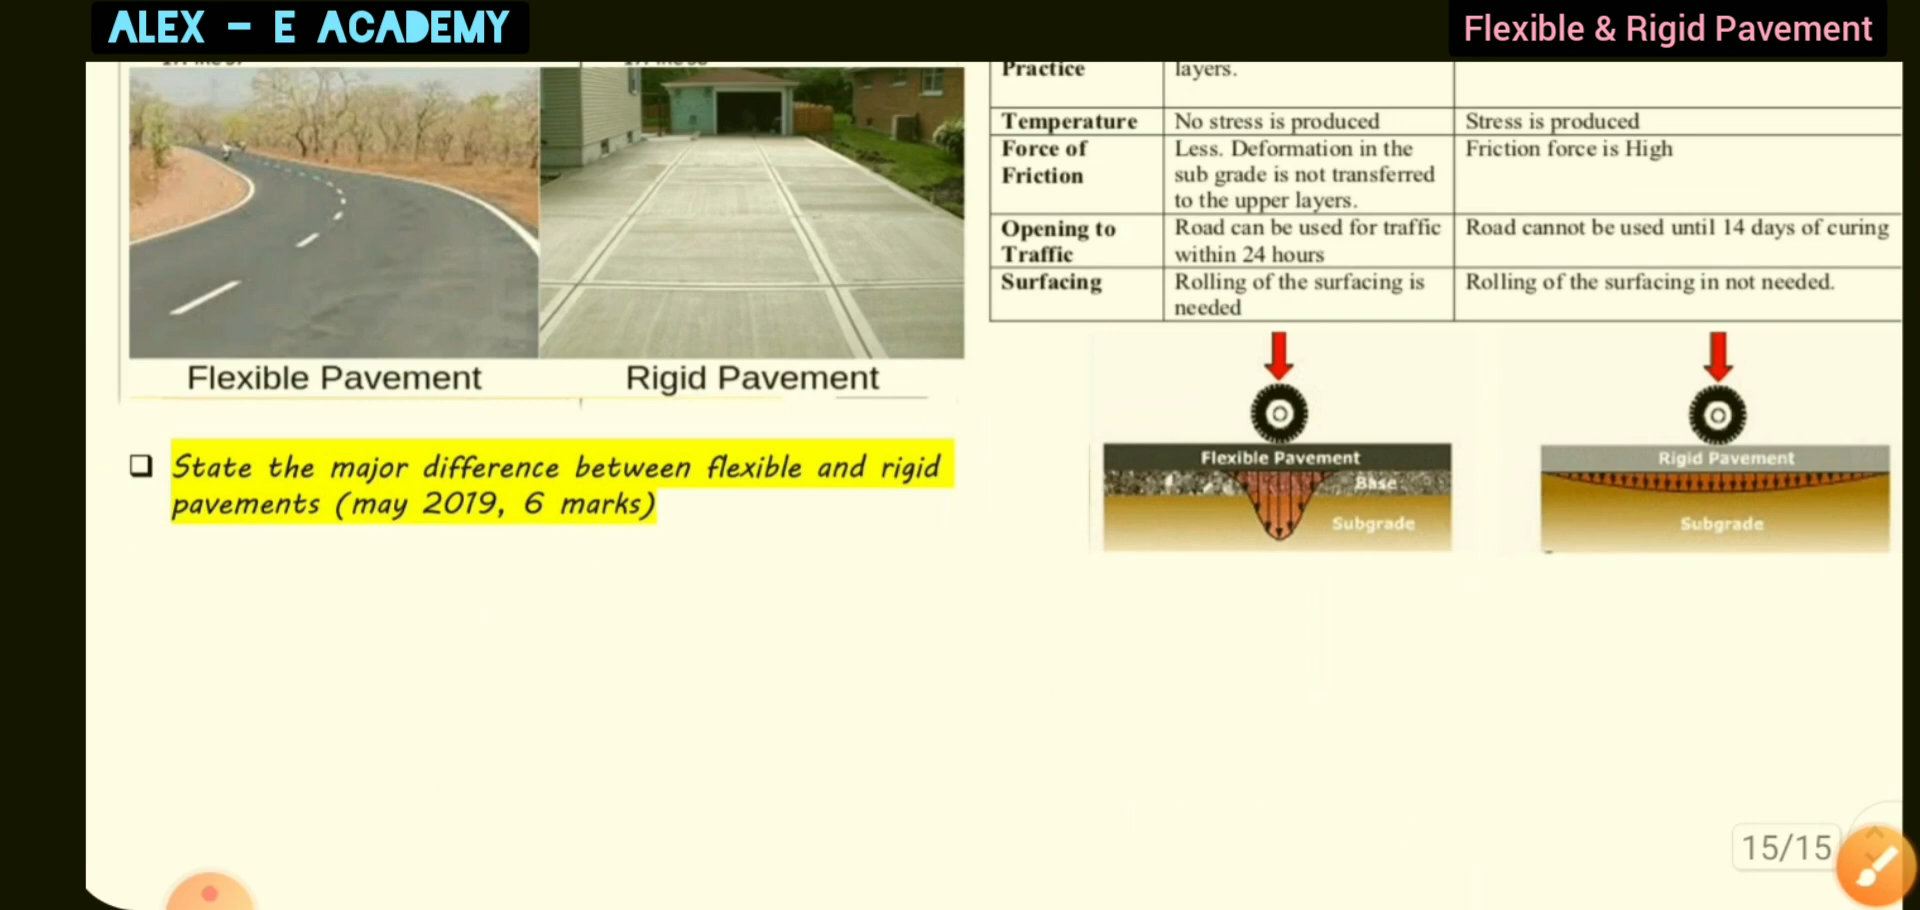 ALEX - E ACADEMY
Flexible & Rigid Pavement
Flexible Pavement
Rigid Pavement
❑ State the major difference between flexible and rigid
pavements (may 2019, 6 marks)
Practice
layers.
Temperature
No stress is produced
Stress is produced
Force of
Friction
Less. Deformation in the
sub grade is not transferred
to the upper layers.
Friction force is High
Opening to
Traffic
Road can be used for traffic
within 24 hours
Road cannot be used until 14 days of curing
Surfacing
Rolling of the surfacing is
needed
Rolling of the surfacing in not needed.
Flexible Pavement
Base
Subgrade
Rigid Pavement
Subgrade
15/15